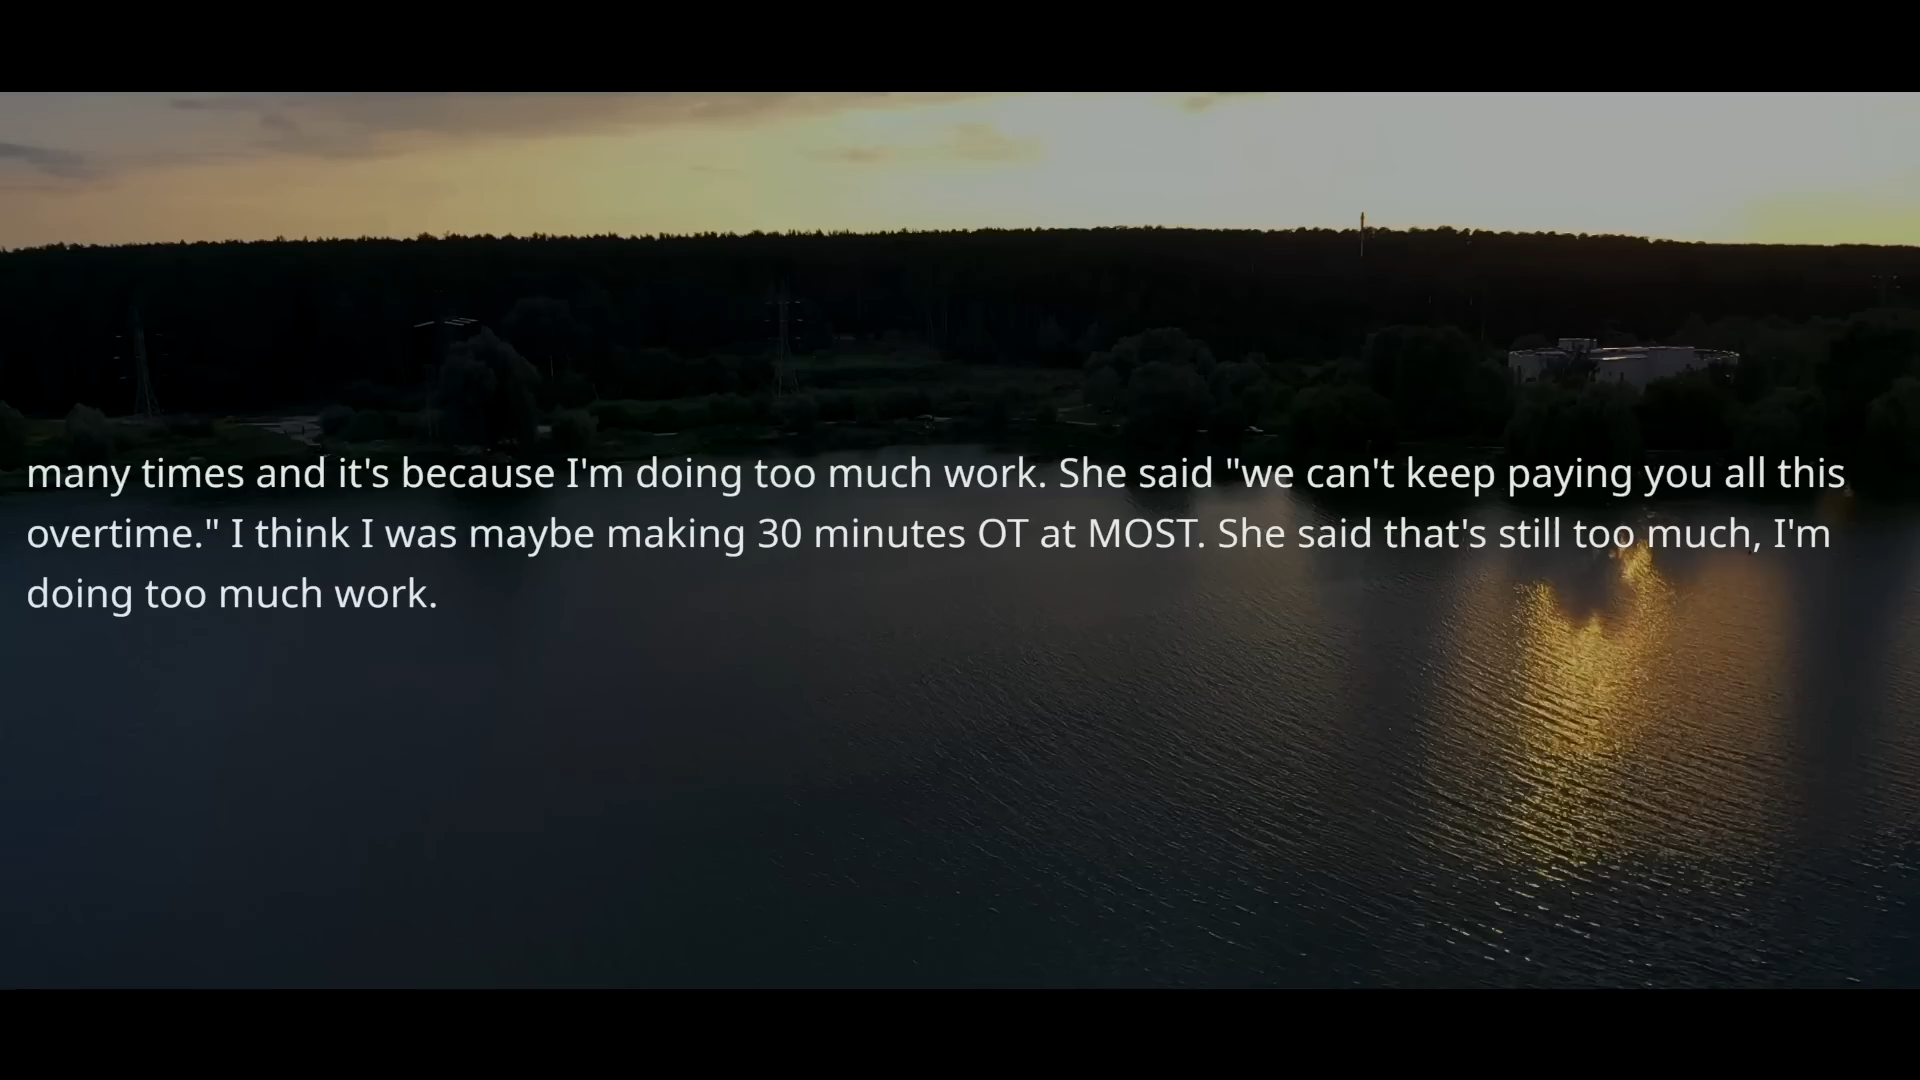 many times and it's because I'm doing too much work. She said "we can't keep paying you all this
overtime." I think I was maybe making 30 minutes OT at MOST. She said that's still too much, I'm
doing too much work.